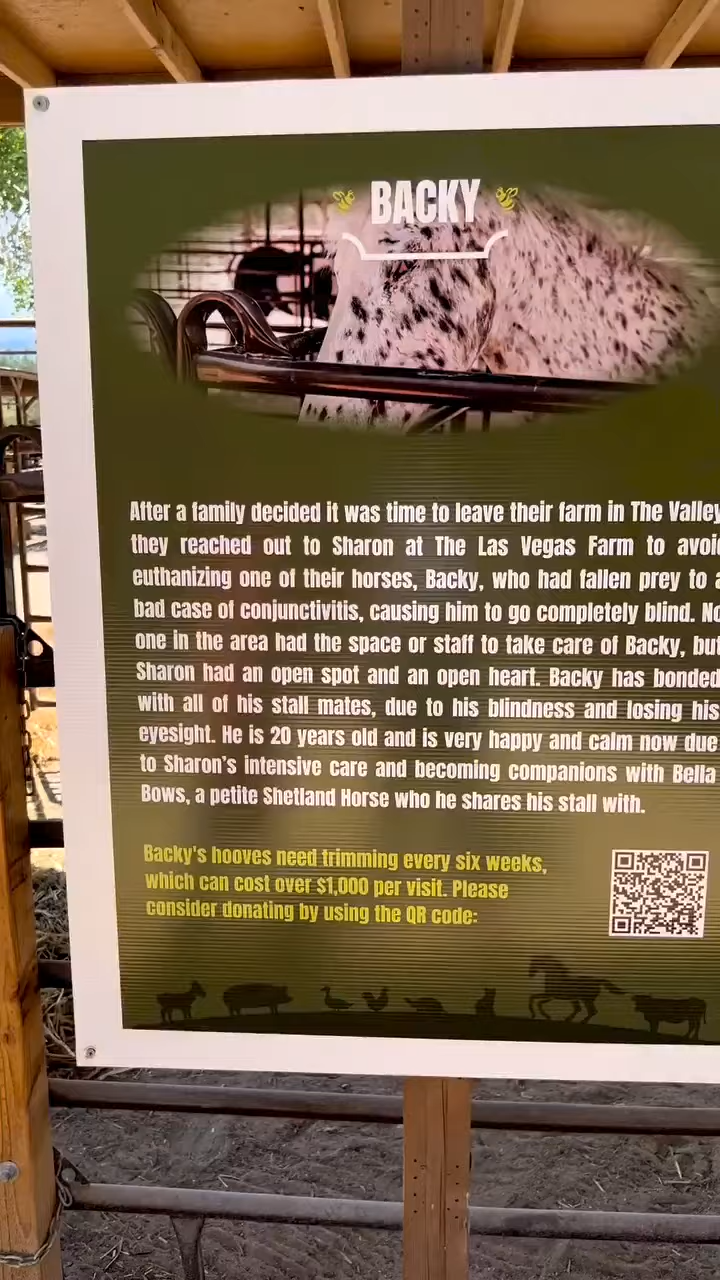 BACKY
After a family decided it was time to leave their farm in The Valley
they reached out to Sharon at The Las Vegas Farm to avoi
euthanizing one of their horses, Backy, who had fallen prey to a
bad case of conjunctivitis, causing him to go completely blind. No
one in the area had the space or staff to take care of Backy, but
Sharon had an open spot and an open heart. Backy has bonded
with all of his stall mates, due to his blindness and losing his
eyesight. He is 20 years old and is very happy and calm now due
to Sharon's intensive care and becoming companions with Bella
Bows, a petite Shetland Horse who he shares his stall with.
Backy's hooves need trimming every six weeks,
which can cost over $1,000 per visit. Please
consider donating by using the QR code: